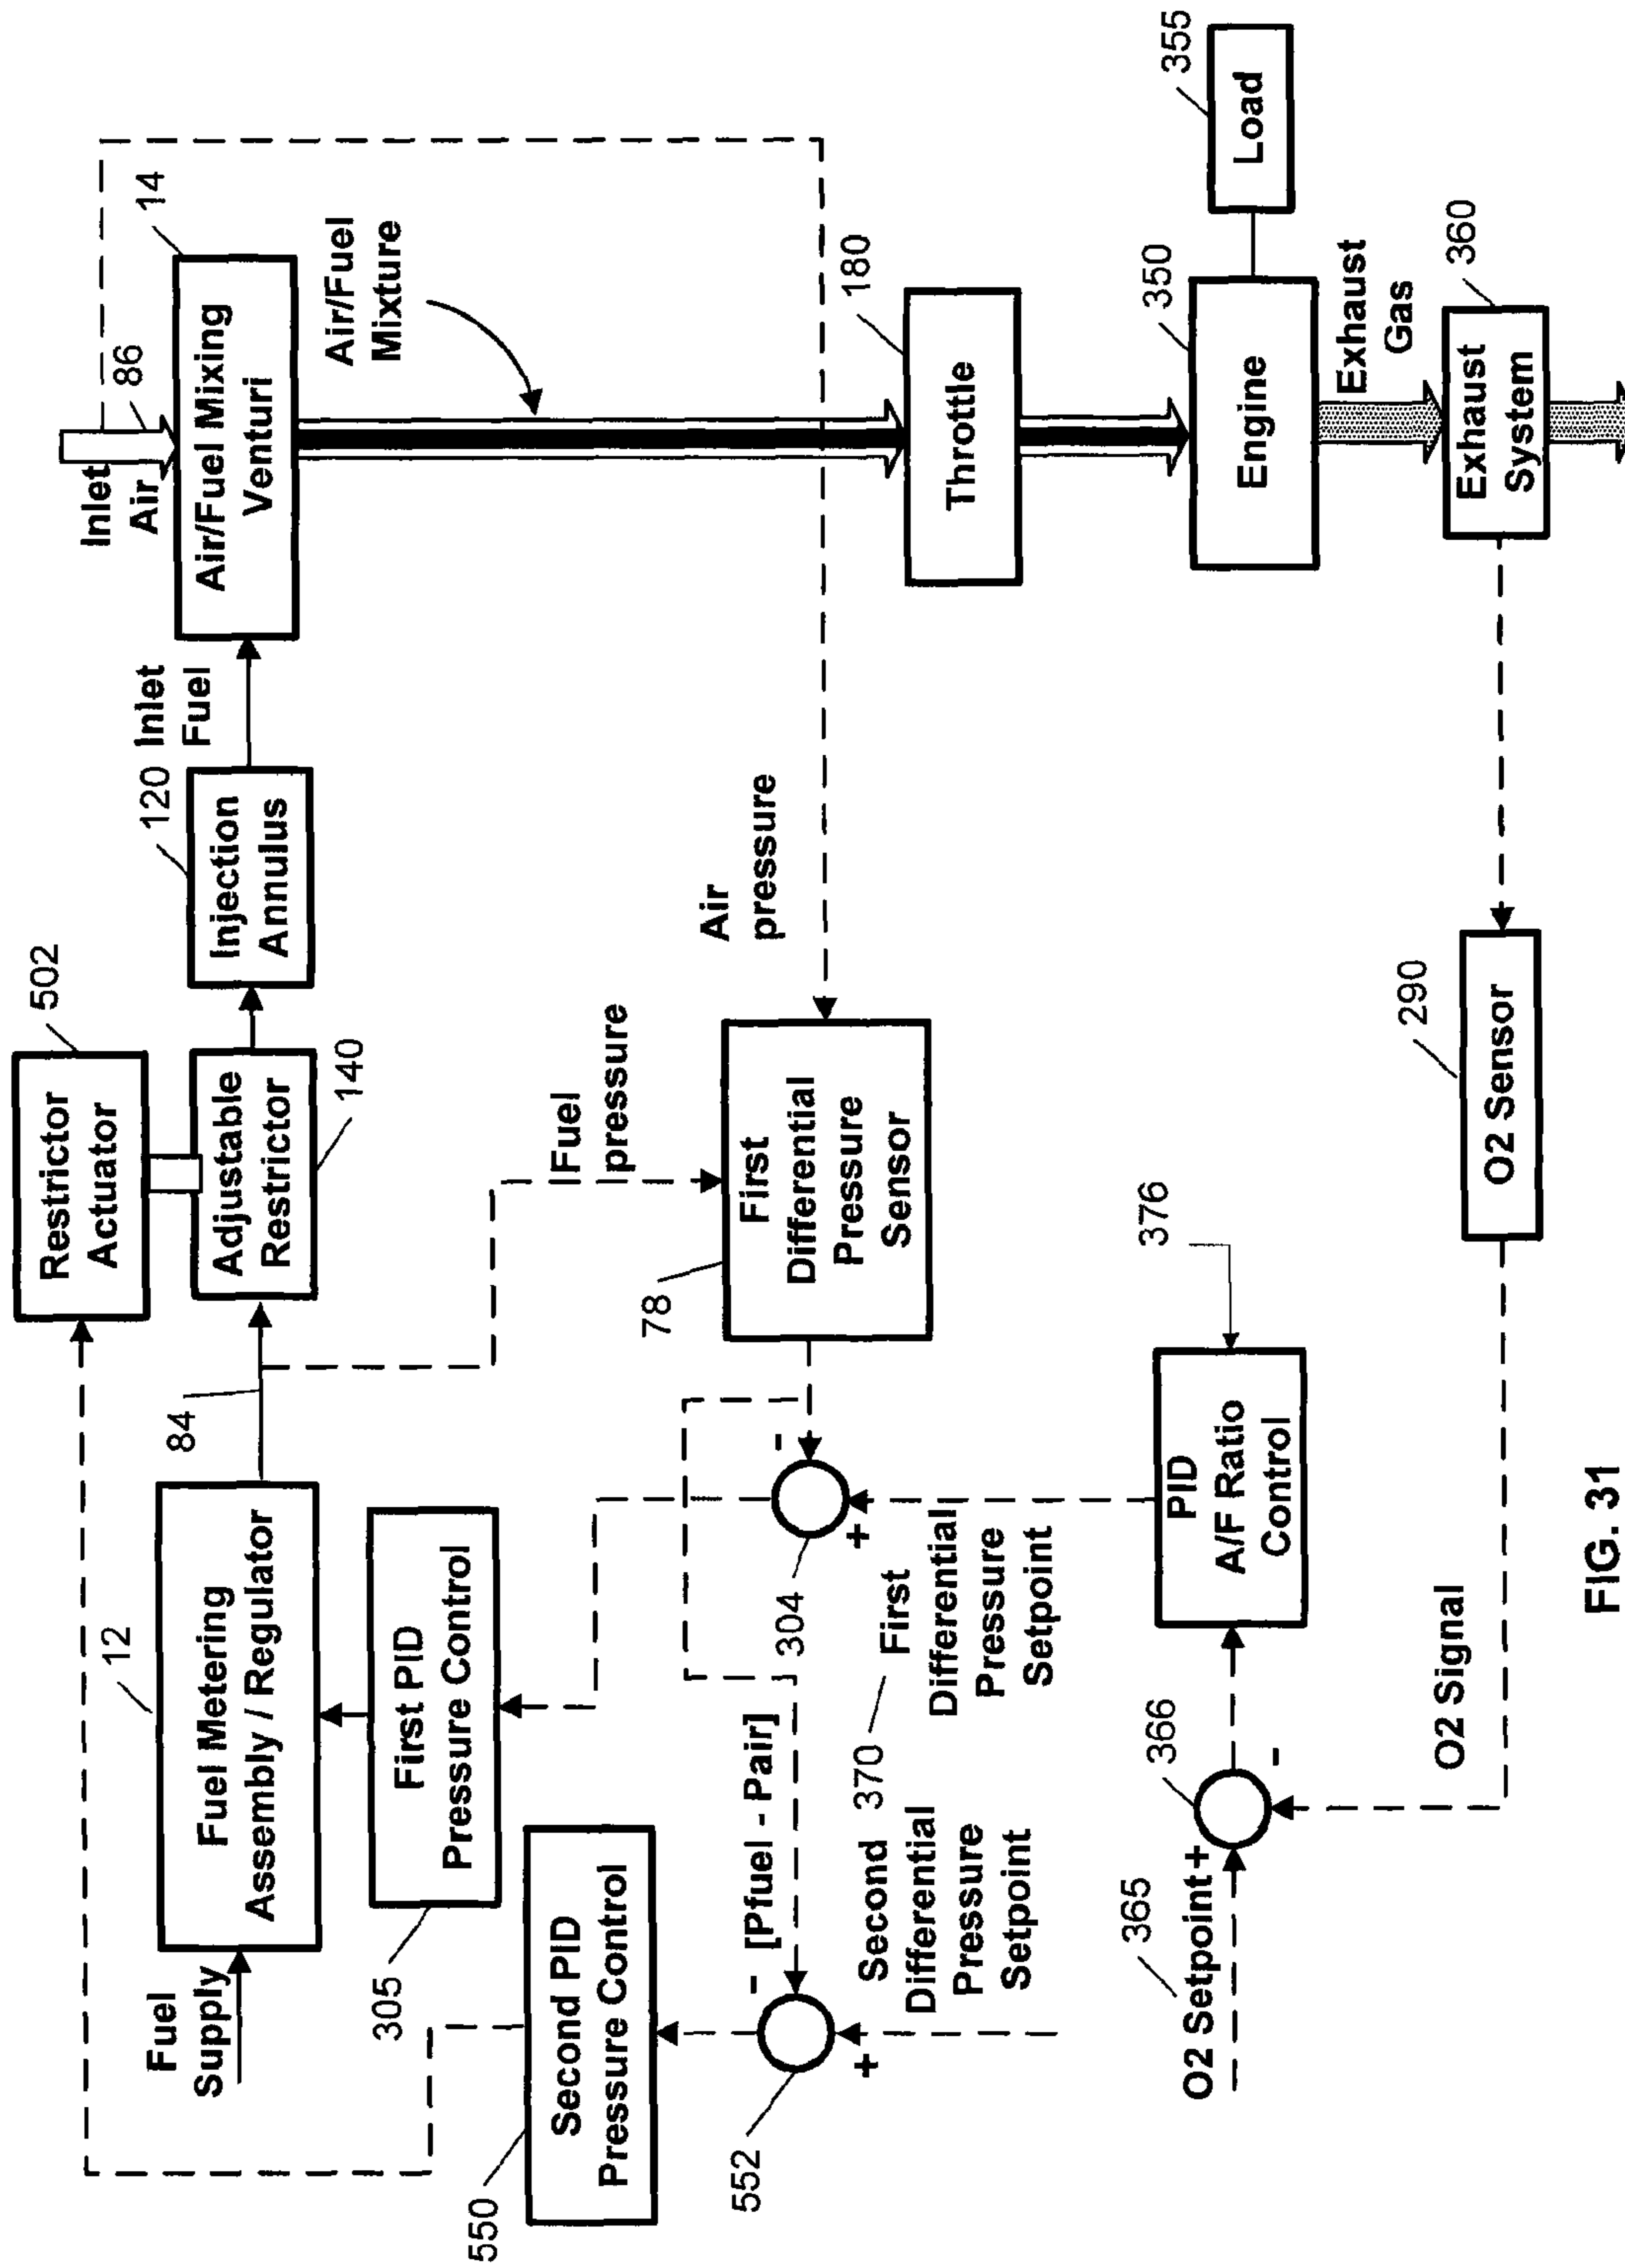 Restrictor
Actuator
502
Adjustable
Restrictor
140
84
12
Fuel
Supply
Fuel Metering
Assembly / Regulator
120
Injection
Annulus
Inlet
Fuel
Inlet
Air
86
14
Air/Fuel Mixing
Venturi
Air/Fuel
Mixture
305
First PID
Pressure Control
550
Second PID
Pressure Control
Fuel
pressure
Air
pressure
78
First
Differential
Pressure
Sensor
180
Throttle
- [Pfuel - Pair]
-
+
304
552
+
370 First
Differential
Pressure
Setpoint
Second
Differential
Pressure
Setpoint
350
Engine
355
Load
Exhaust
Gas
360
Exhaust
System
376
PID
A/F Ratio
Control
365
O2 Setpoint+
366
-
O2 Signal
290
O2 Sensor
FIG. 31